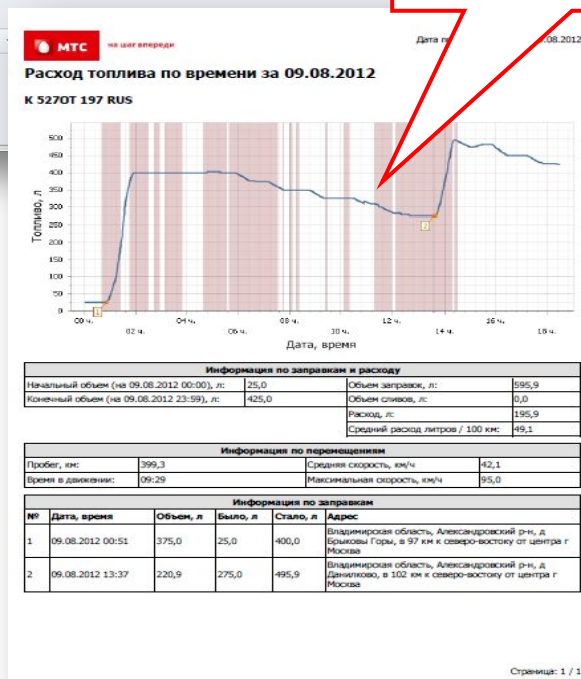 МТС на шаг впереди Дата .08.2012
Расход топлива по времени за 09.08.2012
К 527ОТ 197 RUS
Топливо, л
500
450
400
350
300
250
200
150
100
50
0
1
2
00 ч. 02 ч. 04 ч. 06 ч. 08 ч. 10 ч. 12 ч. 14 ч. 16 ч. 18 ч.
Дата, время
Информация по заправкам и расходу
Начальный объем (на 09.08.2012 00:00), л: 25,0 Объем заправок, л: 595,9
Конечный объем (на 09.08.2012 23:59), л: 425,0 Объем сливов, л: 0,0
Расход, л: 195,9
Средний расход литров / 100 км: 49,1
Информация по перемещениям
Пробег, км: 399,3 Средняя скорость, км/ч 42,1
Время в движении: 09:29 Максимальная скорость, км/ч 95,0
Информация по заправкам
№ Дата, время Объем, л Было, л Стало, л Адрес
1 09.08.2012 00:51 375,0 25,0 400,0 Владимирская область, Александровский р-н, д
Брыковы Горы, в 97 км к северо-востоку от центра г
Москва
2 09.08.2012 13:37 220,9 275,0 495,9 Владимирская область, Александровский р-н, д
Данилково, в 102 км к северо-востоку от центра г
Москва
Страница: 1 / 1